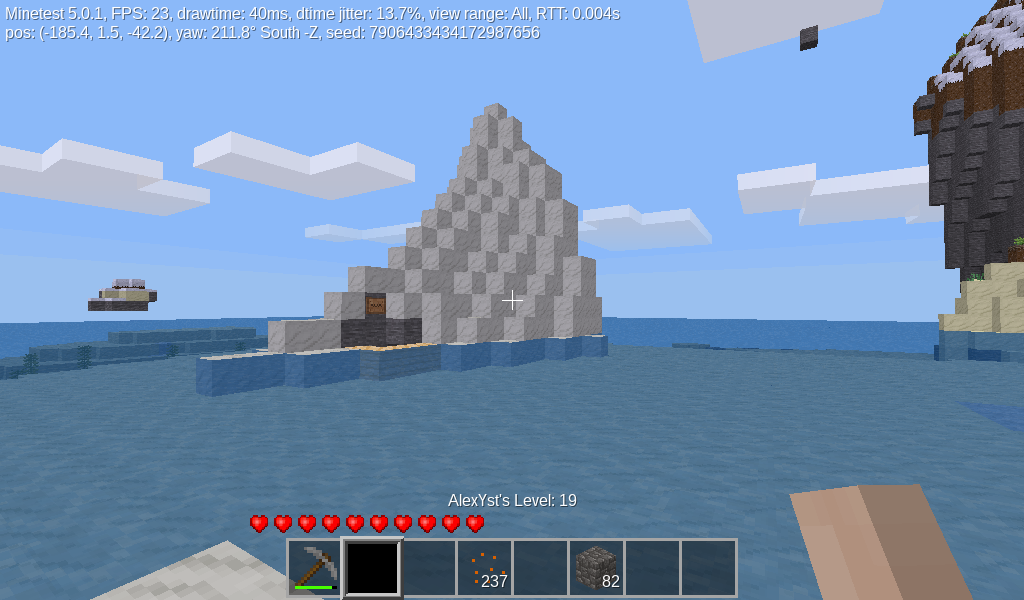 Minetest 5.0.1, FPS: 23, drawtime: 40ms, dtime jitter: 13.7%, view range: All, RTT: 0.004s
pos: (-185.4, 1.5, -42.2), yaw: 211.8° South -Z, seed: 7906433434172987656
AlexYst's Level: 19
237
82